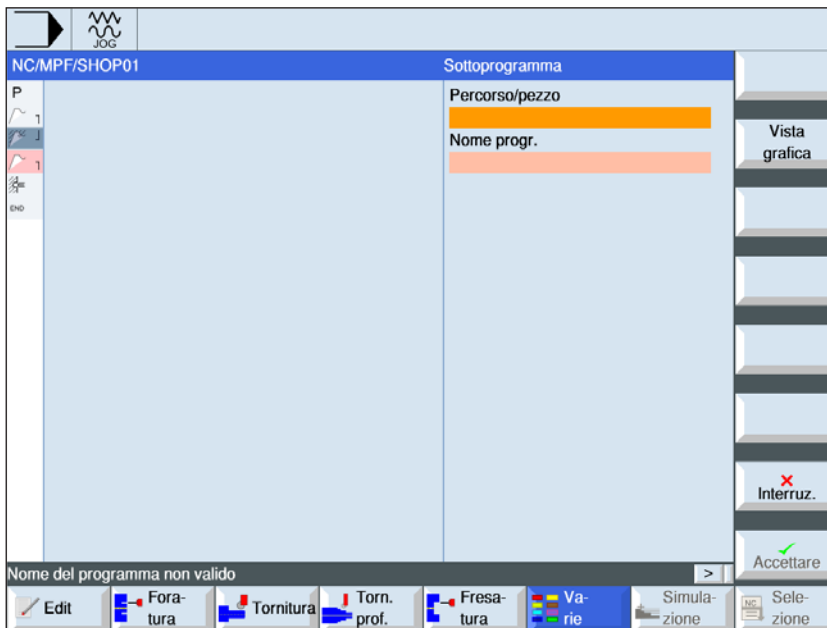 JOG
NC/MPF/SHOP01
Sottoprogramma
P
Percorso/pezzo
Nome progr.
END
Vista
grafica
Interruz.
Accettare
Nome del programma non valido
>
Edit
Fora-
tura
Tornitura
Torn.
prof.
Fresa-
tura
Va-
rie
Simula-
zione
NC
Sele-
zione